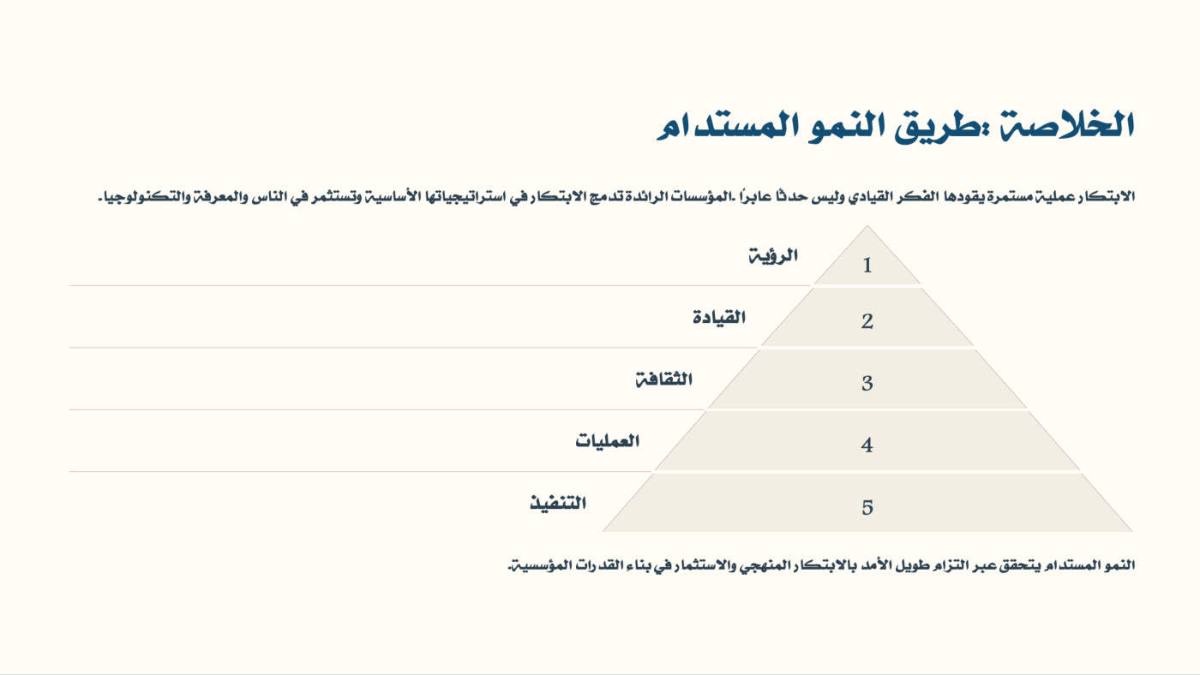 الخلاصة :طريق النمو المستدام
الابتكار عملية مستمرة يقودها الفكر القيادي وليس حدثًا عابرًا .المؤسسات الرائدة تدمج الابتكار في استراتيجياتها الأساسية وتستثمر في الناس والمعرفة والتكنولوجيا.
1 الرؤية
2 القيادة
3 الثقافة
4 العمليات
5 التنفيذ
النمو المستدام يتحقق عبر التزام طويل الأمد بالابتكار المنهجي والاستثمار في بناء القدرات المؤسسية.